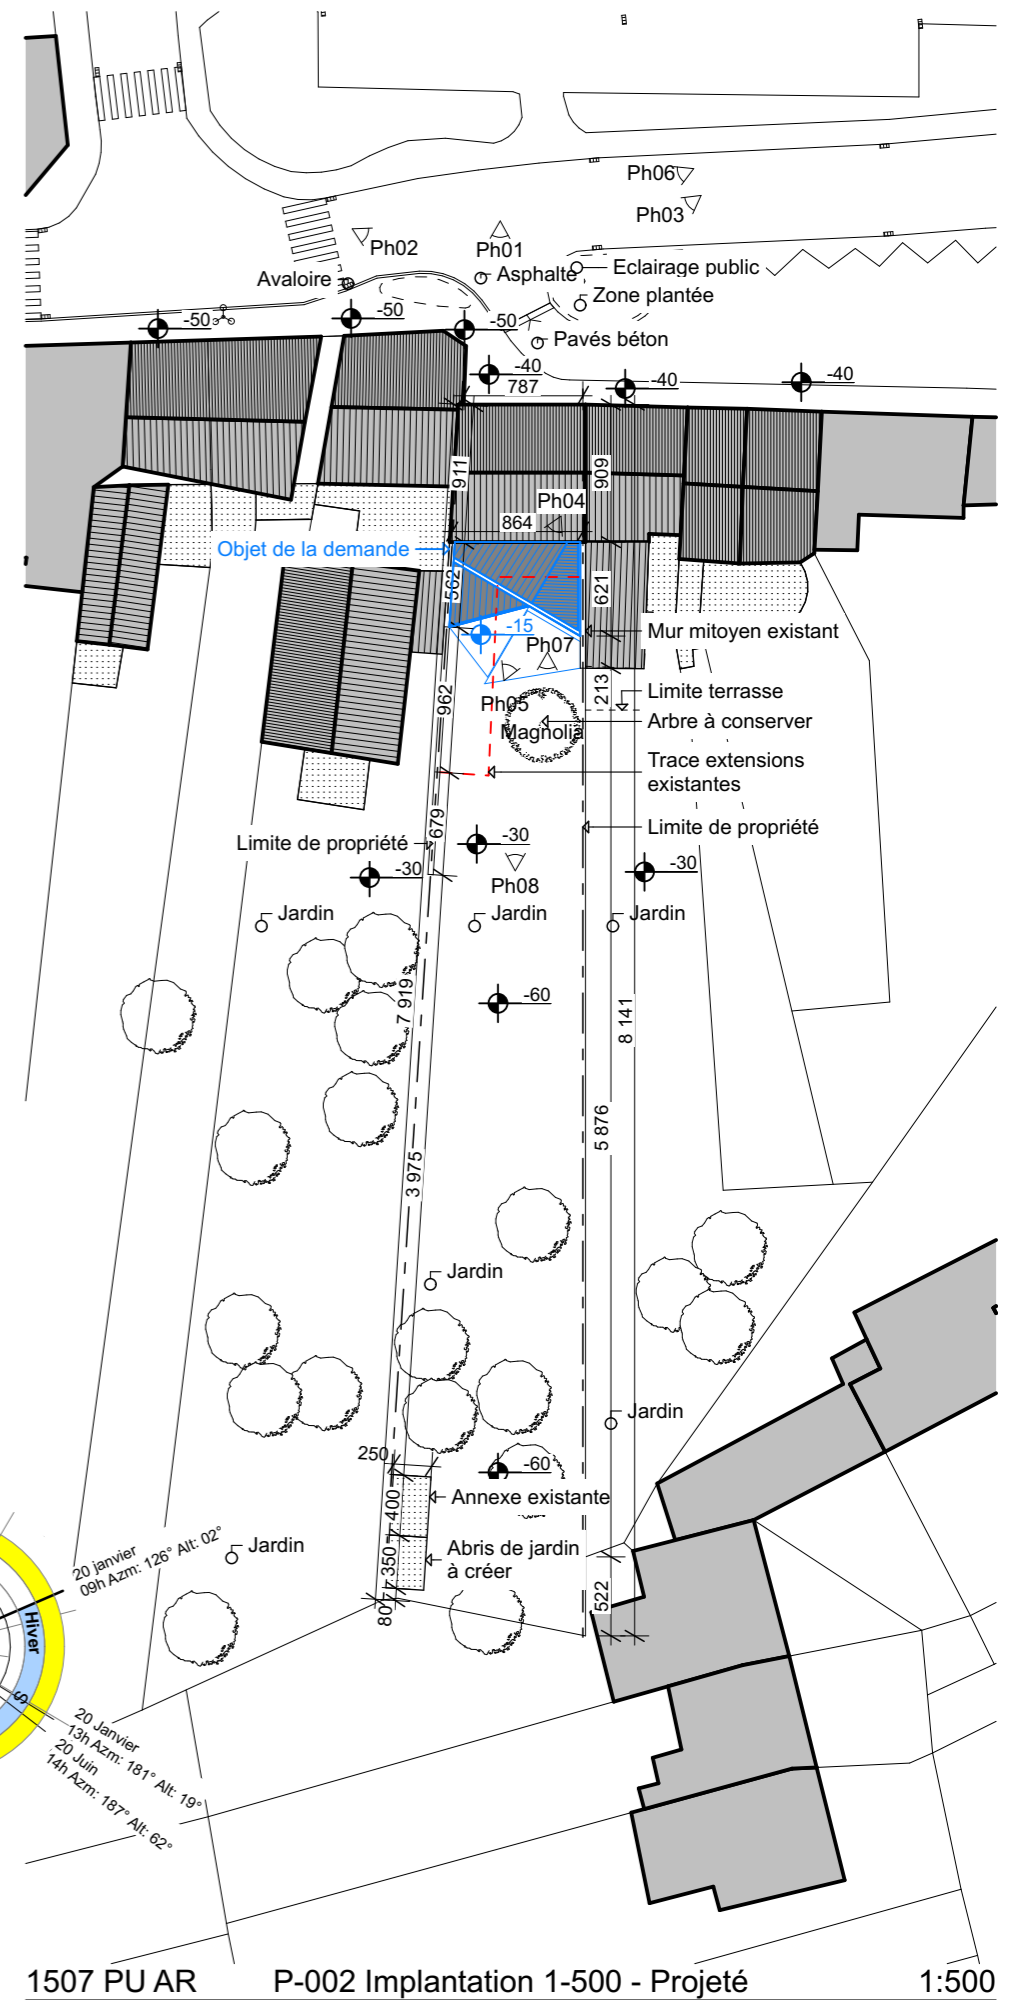 Ph06
Ph03
Ph02
Ph01
Avaloire
Asphalte
Eclairage public
Zone plantée
-50
-50
-50
Pavés béton
-40
-40
-40
787
911
909
Ph04
864
Objet de la demande
562
621
-15
Mur mitoyen existant
Ph07
962
213
Limite terrasse
Ph05
Magnolia
Arbre à conserver
Trace extensions
existantes
679
Limite de propriété
-30
Limite de propriété
-30
Ph08
-30
Jardin
Jardin
Jardin
7 919
-60
8 141
5 876
3 975
Jardin
Jardin
250
-60
400
Annexe existante
Jardin
350
Abris de jardin
à créer
80
522
20 janvier
09h Azm: 126° Alt: 02°
Hiver
S
20 Janvier
13h Azm: 181° Alt: 19°
20 Juin
14h Azm: 187° Alt: 62°
1507 PU AR
P-002 Implantation 1-500 - Projeté
1:500